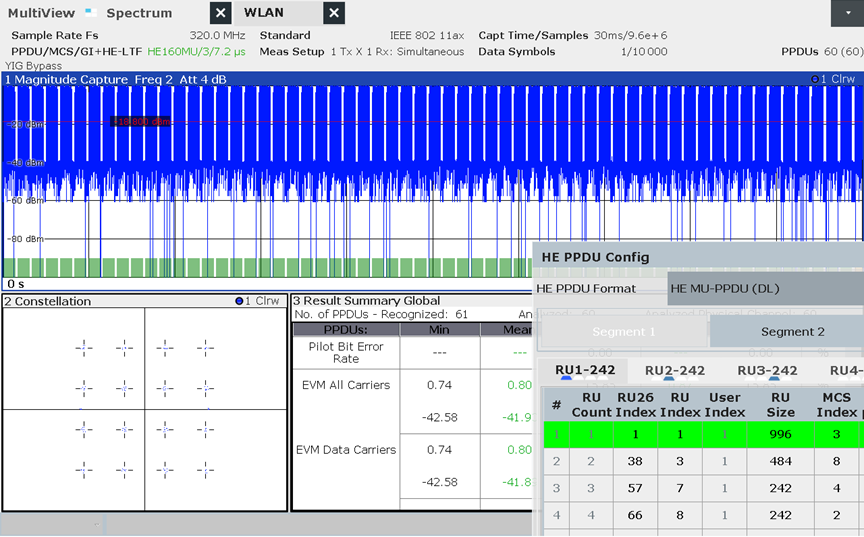 MultiView Spectrum WLAN
Sample Rate Fs 320.0 MHz Standard IEEE 802 11ax Capt Time/Samples 30ms/9.6e+6
PPDU/MCS/GI+HE-LTF HE160MU/3/7.2 µs Meas Setup 1 Tx X 1 Rx: Simultaneous Data Symbols 1/10 000 PPDUs 60 (60)
YIG Bypass
1 Magnitude Capture Freq 2 Att 4 dB 1 Clrw
-20 dBm
-40 dBm
-60 dBm
-80 dBm
0 s
2 Constellation 1 Clrw
3 Result Summary Global
No. of PPDUs - Recognized: 61
PPDUs: Min Mean
Pilot Bit Error Rate --- ---
EVM All Carriers 0.74 0.80
-42.58 -41.9
EVM Data Carriers 0.74 0.80
-42.58 -41.8
HE PPDU Config
HE PPDU Format HE MU-PPDU (DL)
Segment 1 Segment 2
RU1-242 RU2-242 RU3-242 RU4-
# RU Count RU26 Index RU Index User Index RU Size MCS Index
1 1 1 1 1 996 3
2 2 38 3 1 484 8
3 3 57 7 1 242 4
4 4 66 8 1 242 2